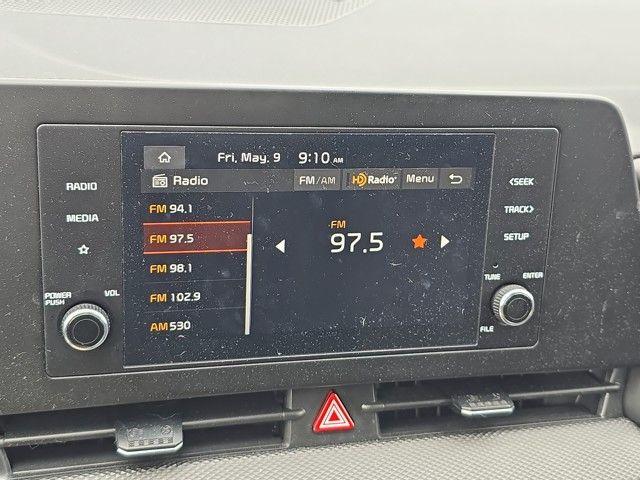 Fri, May. 9 9:10 AM
Radio FM/AM HD Radio Menu
RADIO
MEDIA
POWER
PUSH
VOL
FM 94.1
FM 97.5
FM 98.1
FM 102.9
AM 530
FM
97.5
<SEEK
TRACK>
SETUP
TUNE
ENTER
FILE